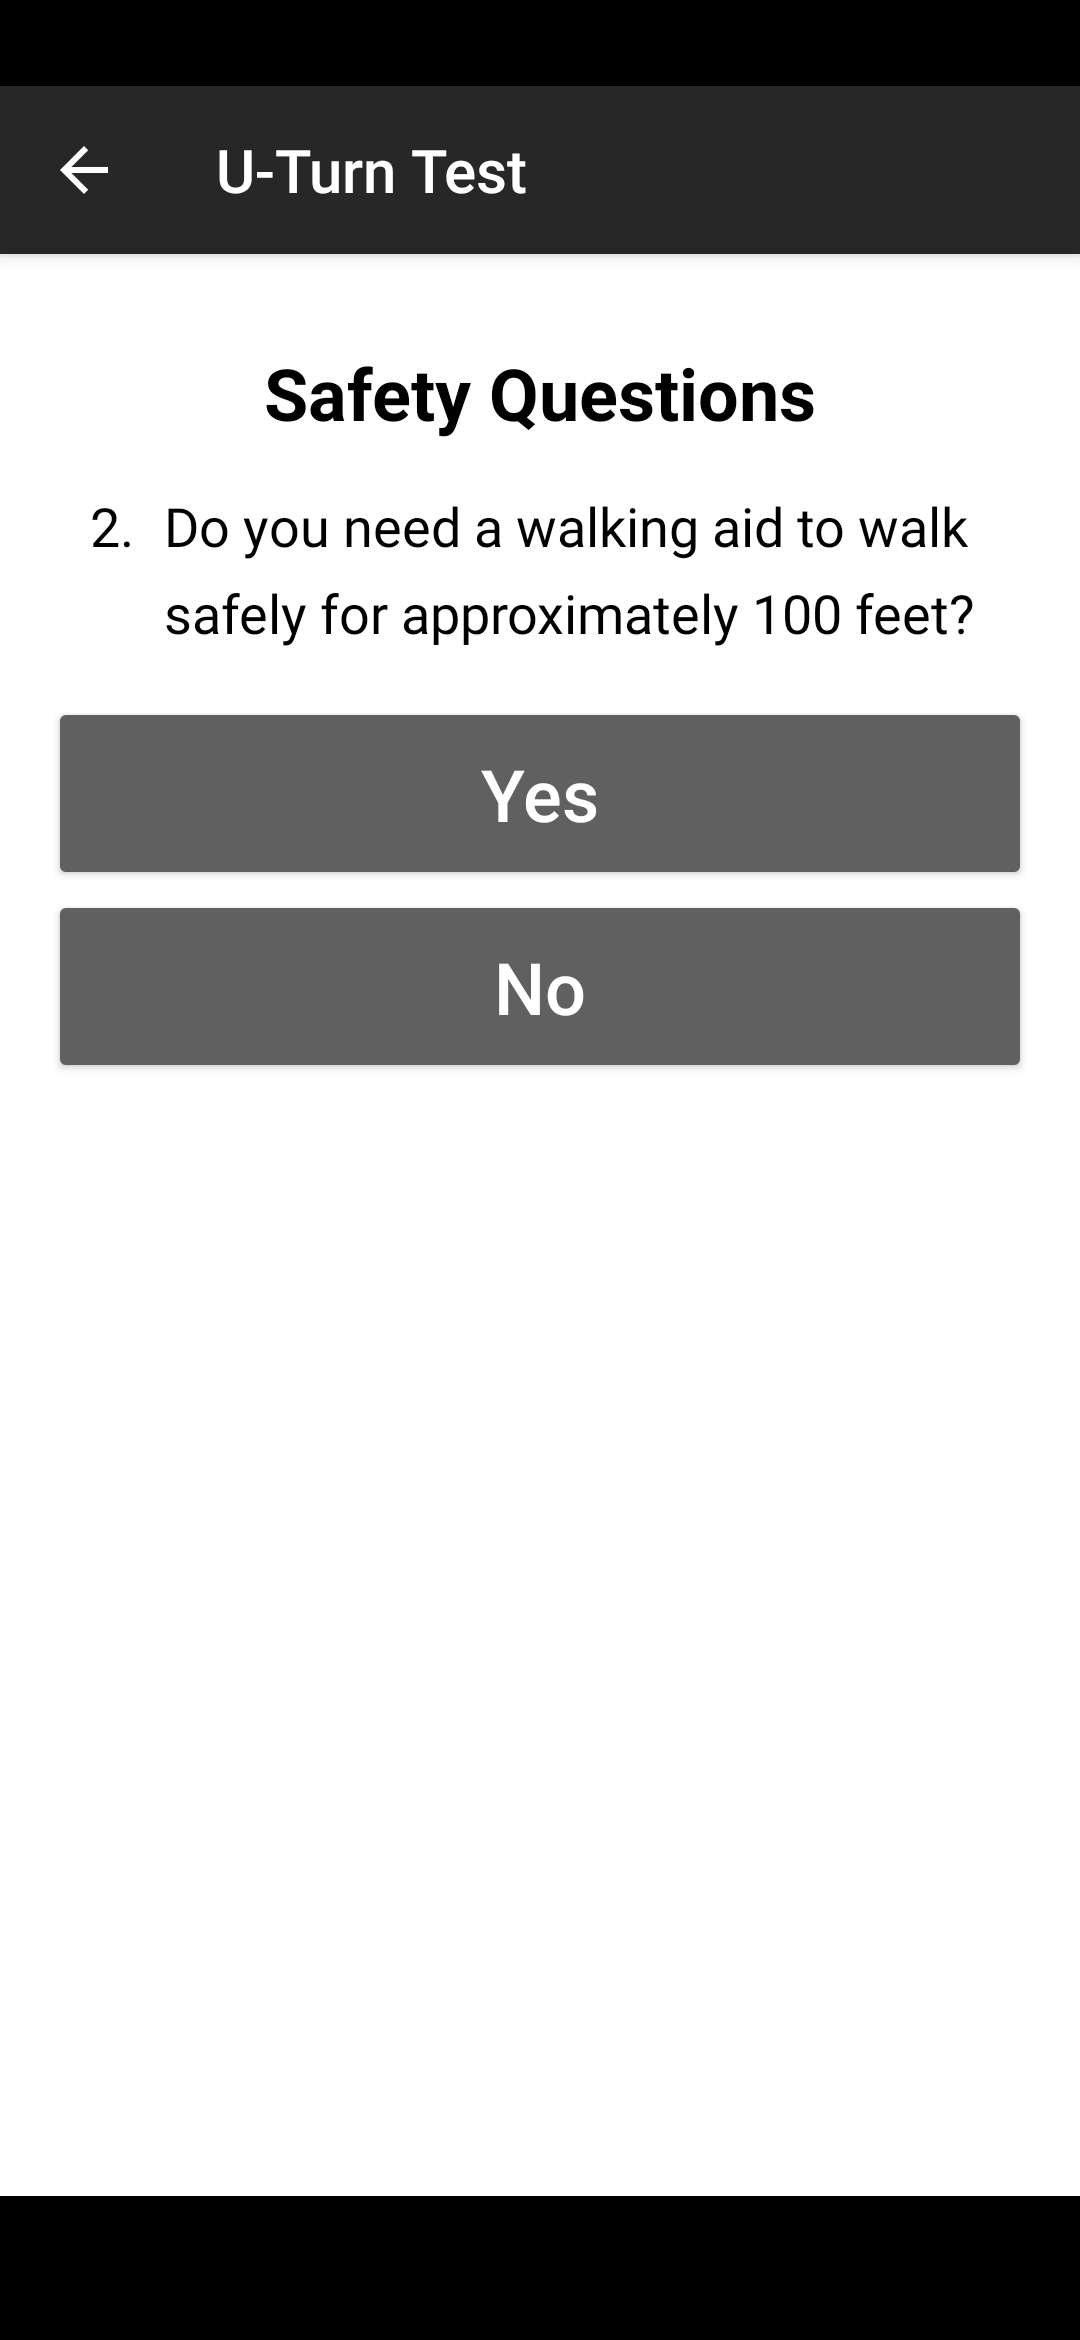 U-Turn Test
Safety Questions
2. Do you need a walking aid to walk
safely for approximately 100 feet?
Yes
No